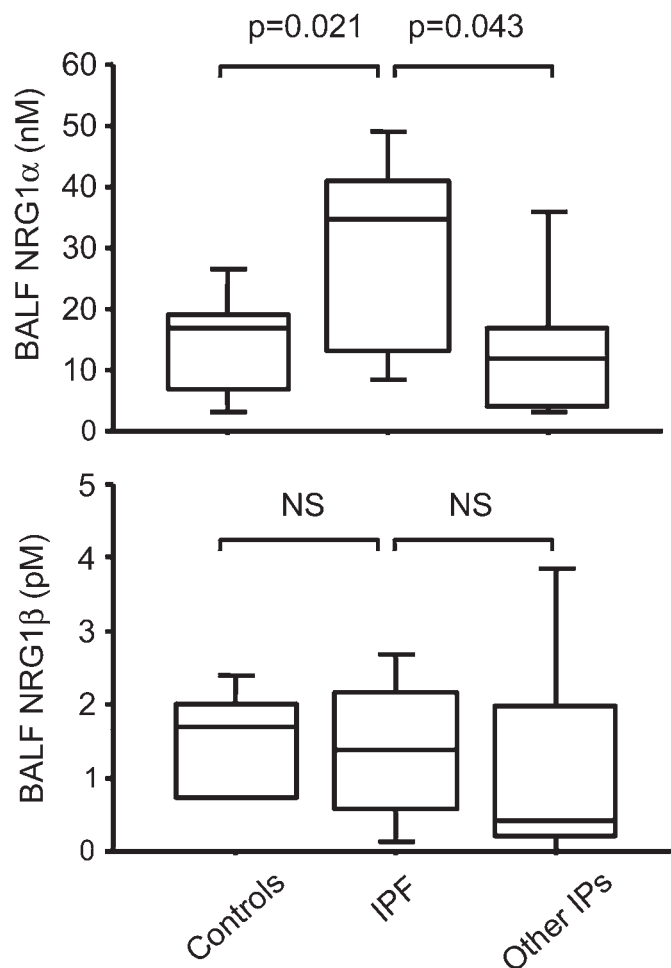 p=0.021 p=0.043
BALF NRG1α (nM)
60
50
40
30
20
10
0
NS NS
BALF NRG1β (pM)
5
4
3
2
1
0
Controls IPF Other IPs